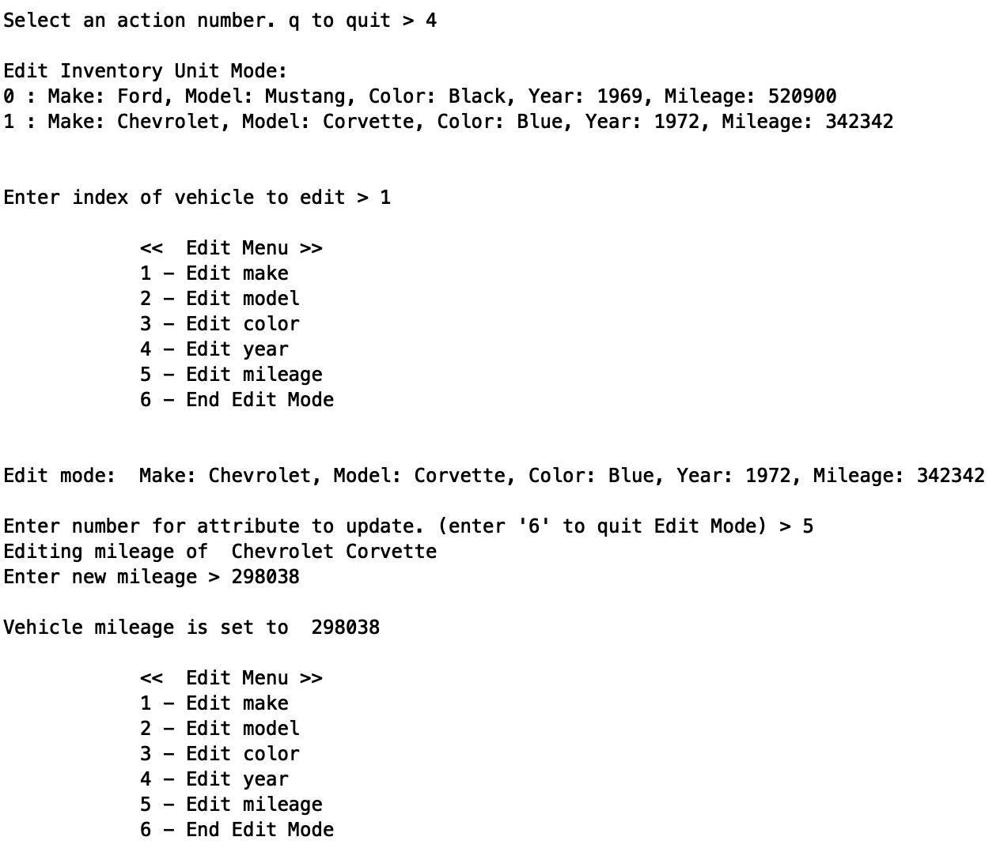 Select an action number. q to quit > 4
Edit Inventory Unit Mode:
0 : Make: Ford, Model: Mustang, Color: Black, Year: 1969, Mileage: 520900
1 : Make: Chevrolet, Model: Corvette, Color: Blue, Year: 1972, Mileage: 342342
Enter index of vehicle to edit > 1
<<  Edit Menu >>
1 – Edit make
2 – Edit model
3 – Edit color
4 – Edit year
5 – Edit mileage
6 – End Edit Mode
Edit mode:  Make: Chevrolet, Model: Corvette, Color: Blue, Year: 1972, Mileage: 342342
Enter number for attribute to update. (enter '6' to quit Edit Mode) > 5
Editing mileage of  Chevrolet Corvette
Enter new mileage > 298038
Vehicle mileage is set to  298038
<<  Edit Menu >>
1 – Edit make
2 – Edit model
3 – Edit color
4 – Edit year
5 – Edit mileage
6 – End Edit Mode